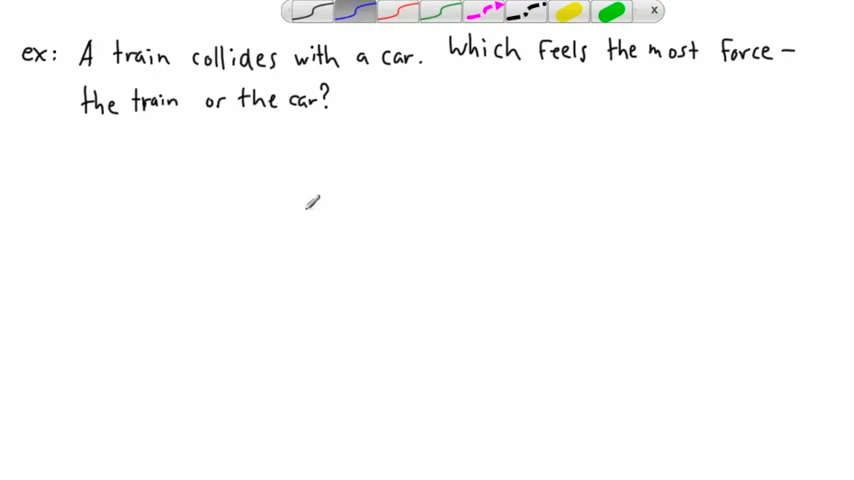 ex: A train collides with a car. Which feels the most force -
the train or the car?